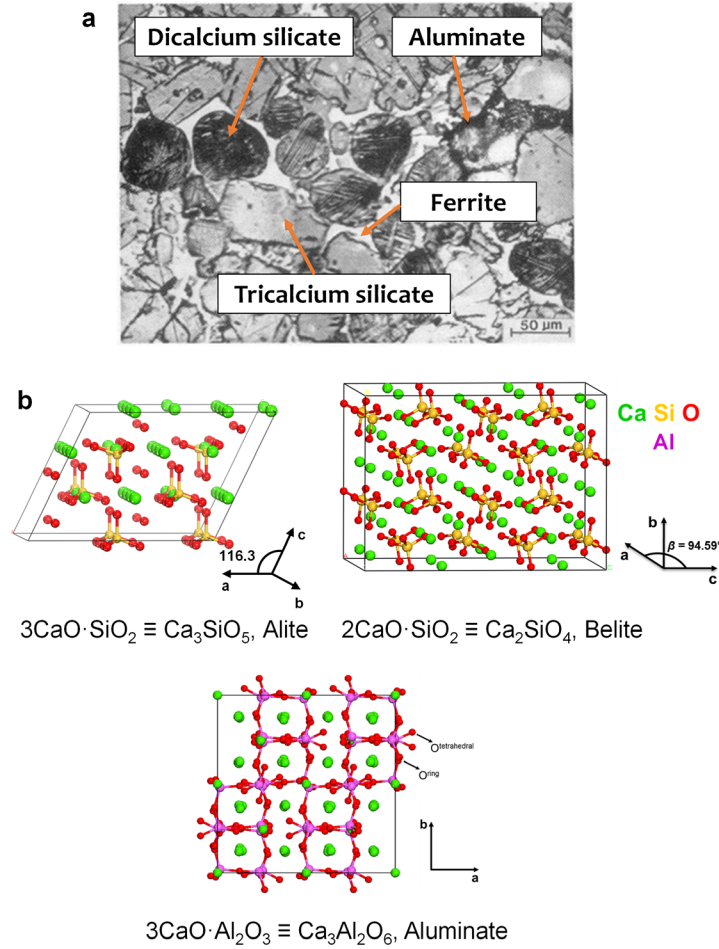 a
Dicalcium silicate
Aluminate
Ferrite
Tricalcium silicate
50 µm
b
Ca Si O
Al
116.3
c
a
b
b
a
β = 94.59°
c
3CaO·SiO₂ ≡ Ca₃SiO₅, Alite
2CaO·SiO₂ ≡ Ca₂SiO₄, Belite
Otetrahedral
Oring
b
a
3CaO·Al₂O₃ ≡ Ca₃Al₂O₆, Aluminate